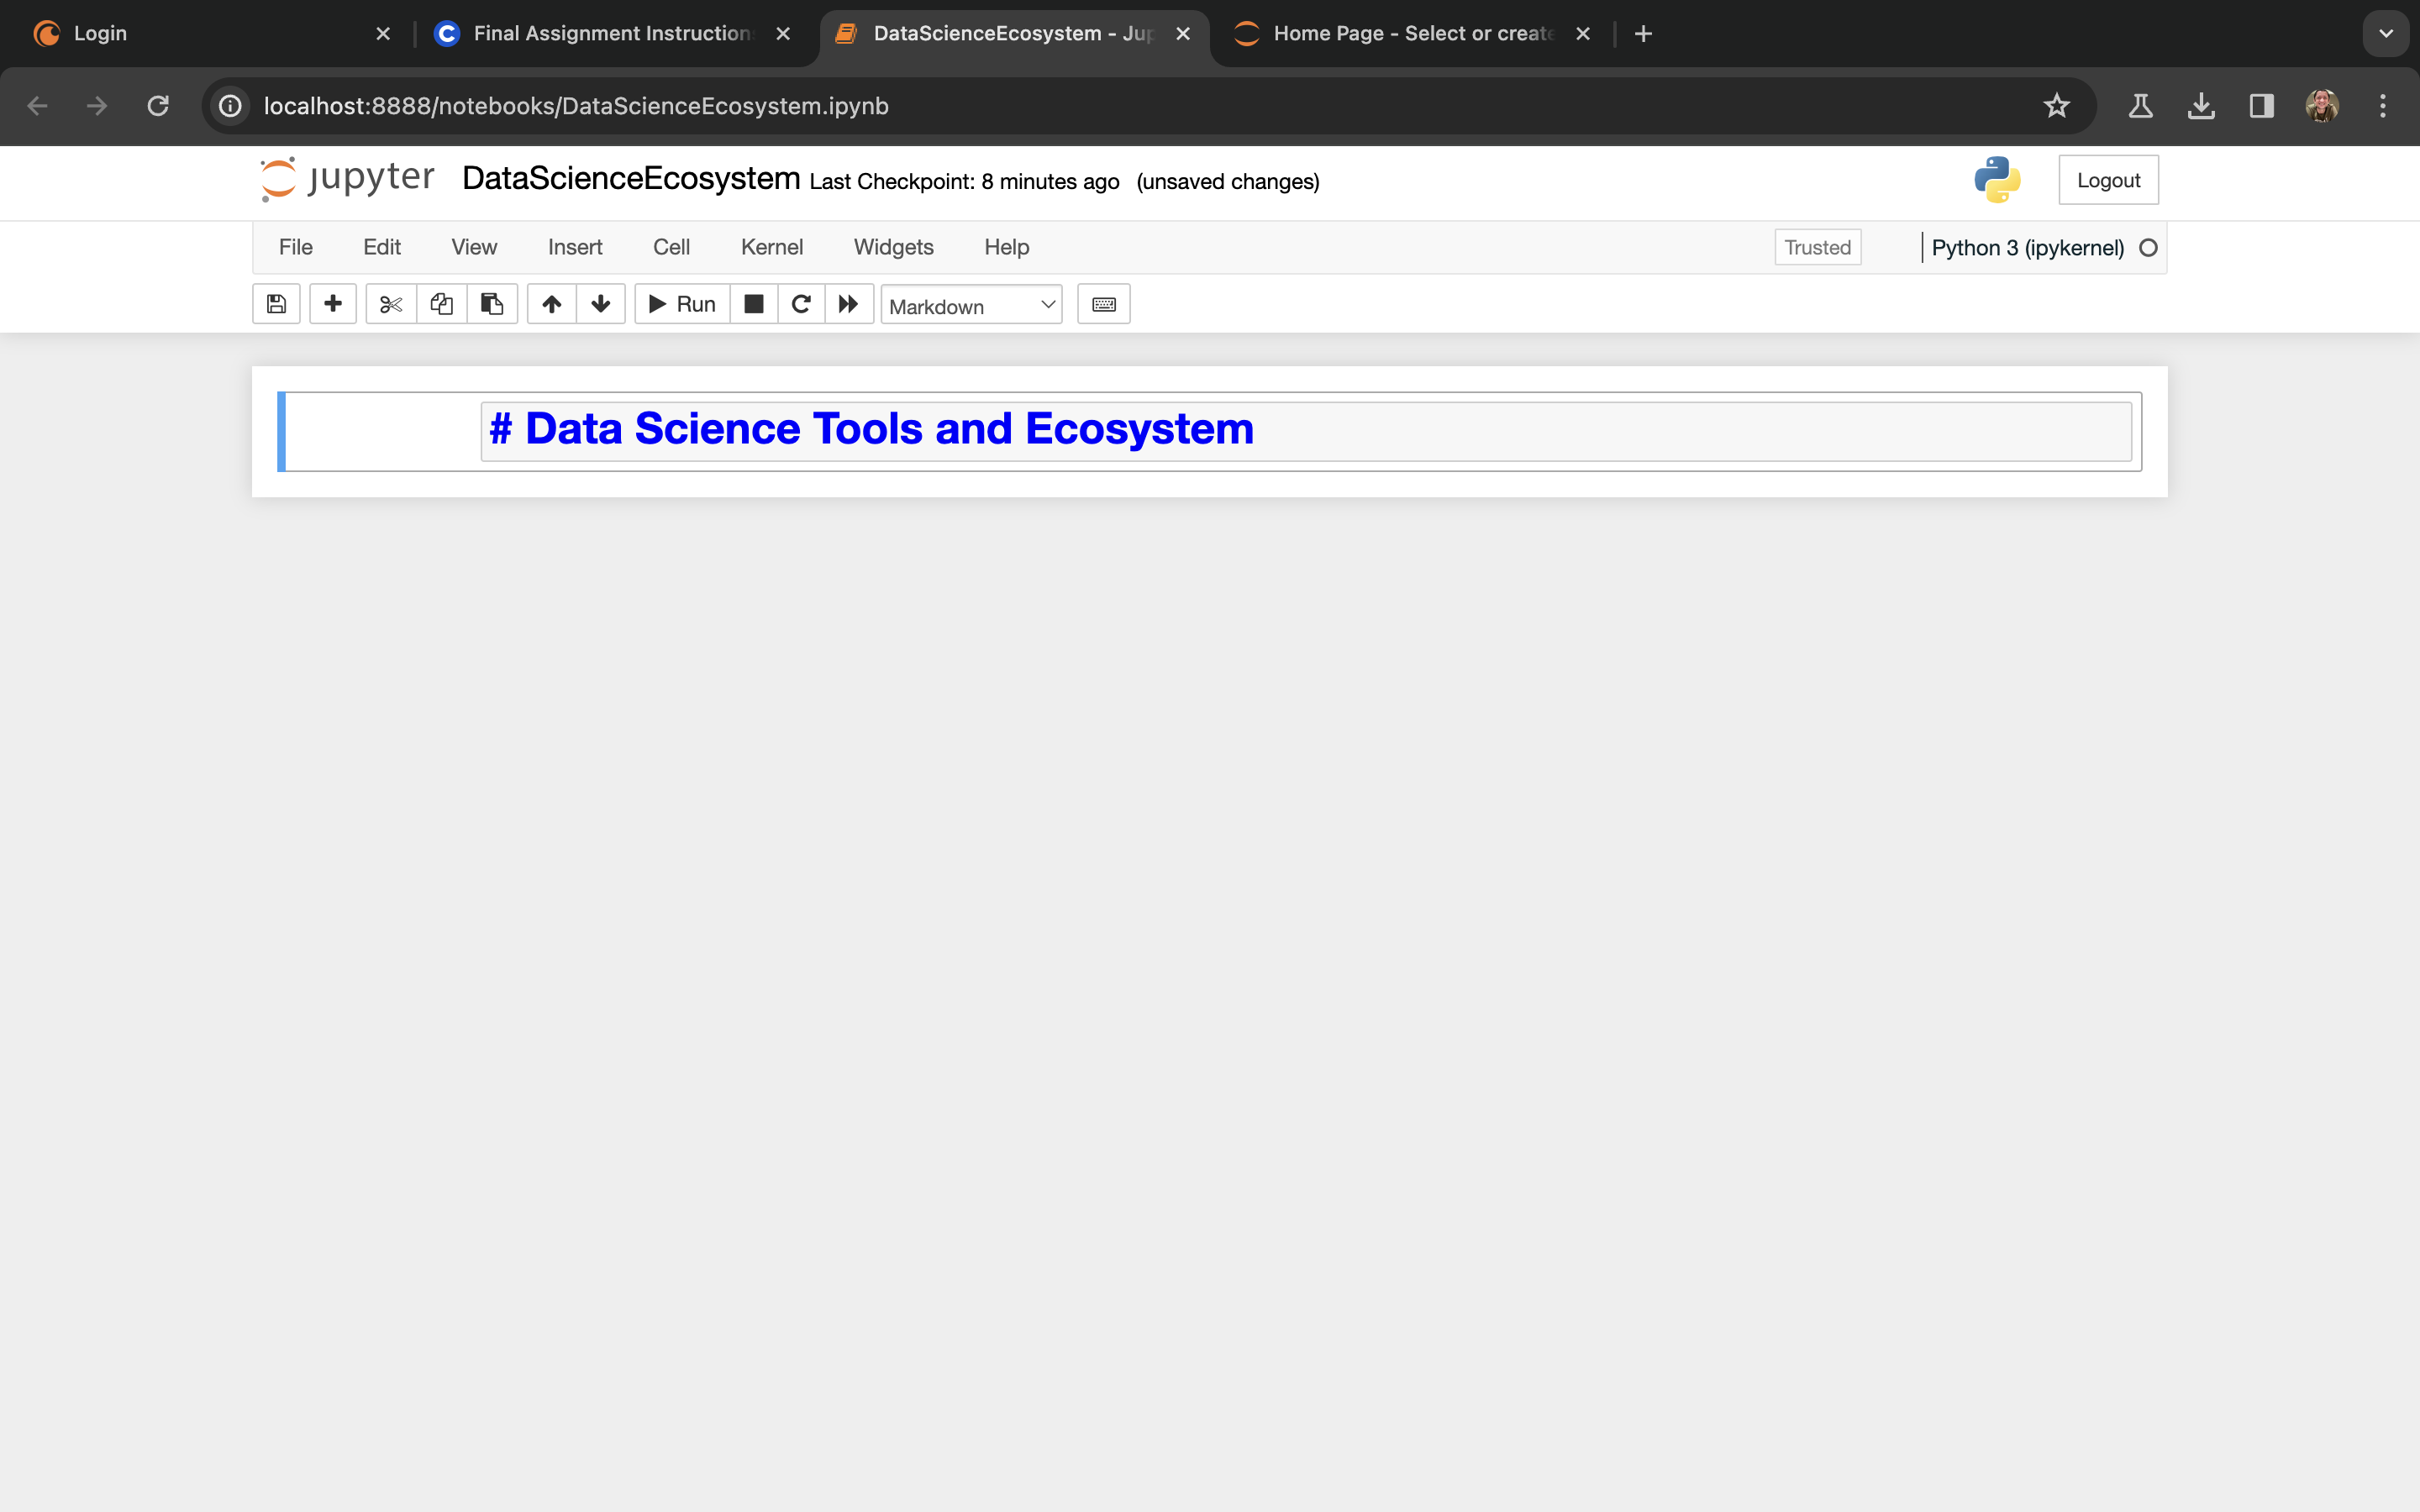 Login
Final Assignment Instruction
DataScienceEcosystem - Jup
Home Page - Select or create
localhost:8888/notebooks/DataScienceEcosystem.ipynb
jupyter DataScienceEcosystem Last Checkpoint: 8 minutes ago (unsaved changes)
Logout
File Edit View Insert Cell Kernel Widgets Help
Trusted
Python 3 (ipykernel)
Run
Markdown
# Data Science Tools and Ecosystem